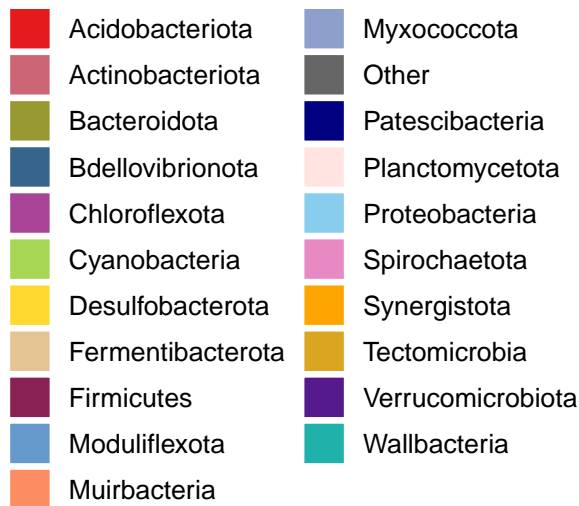 Acidobacteriota
Actinobacteriota
Bacteroidota
Bdellovibrionota
Chloroflexota
Cyanobacteria
Desulfobacterota
Fermentibacterota
Firmicutes
Moduliflexota
Muirbacteria
Myxococcota
Other
Patescibacteria
Planctomycetota
Proteobacteria
Spirochaetota
Synergistota
Tectomicrobia
Verrucomicrobiota
Wallbacteria